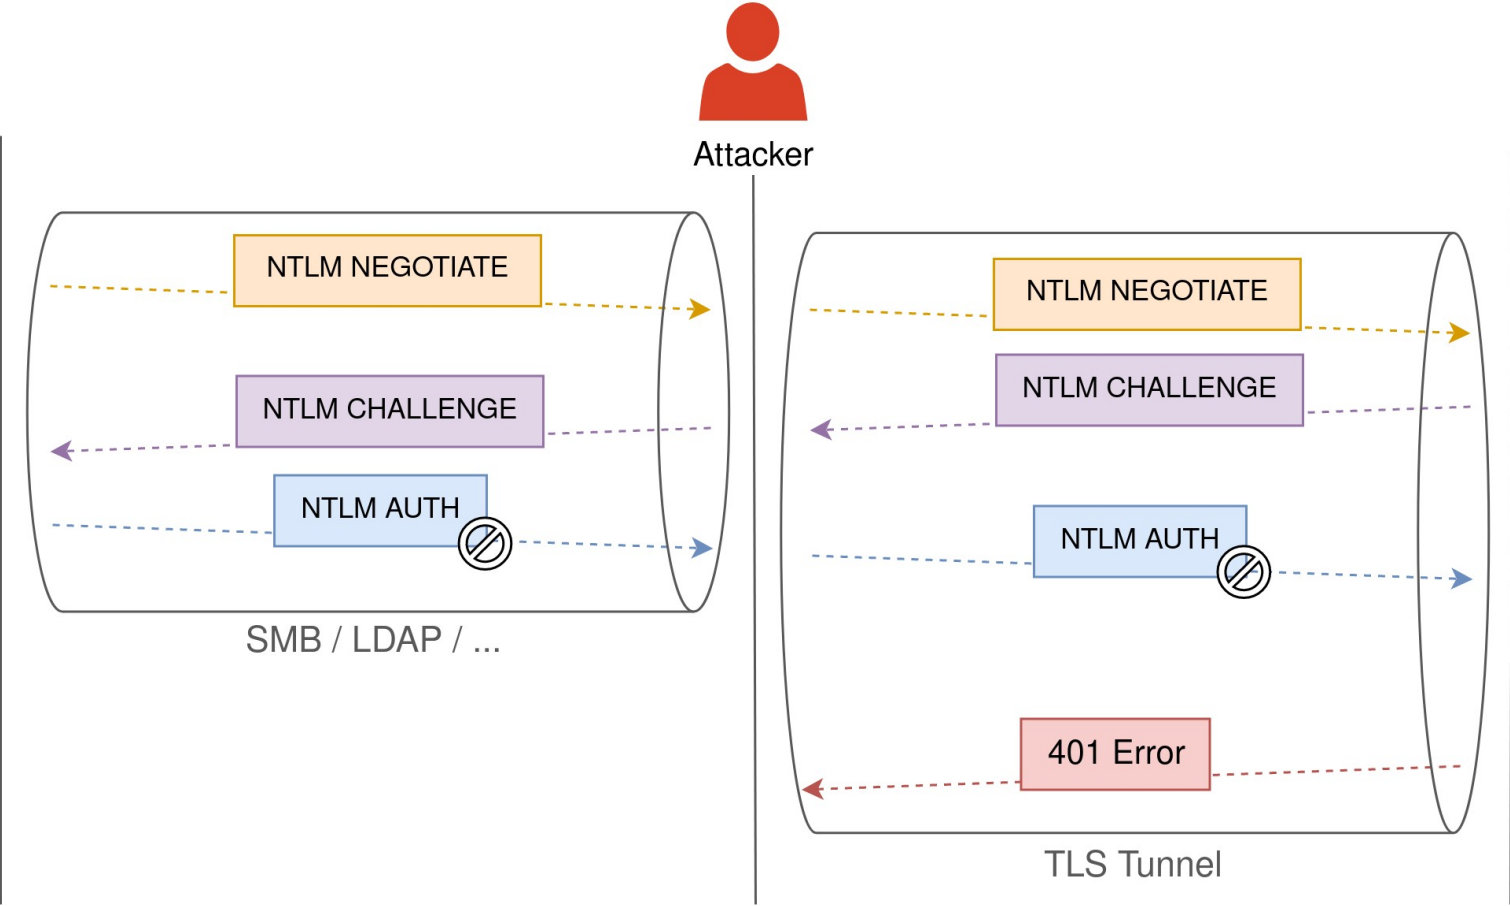 Attacker
NTLM NEGOTIATE
NTLM CHALLENGE
NTLM AUTH
SMB / LDAP / ...
NTLM NEGOTIATE
NTLM CHALLENGE
NTLM AUTH
401 Error
TLS Tunnel